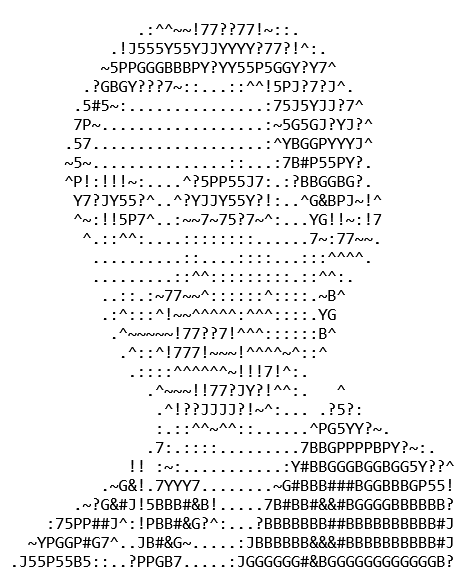 .:^^~~!77??77!~::.
.!J555Y55YJJYYYY?77?!^:.
~5PPGGGBBBPY?YY55P5GGY?Y7^
.?GBGY???7~::...::^^!5PJ?7?J^.
.5#5~:...............:75J5YJJ?7^
7P~..................:~5G5GJ?YJ?^
.57...................:^YBGGPYYYJ^
~5~...............::...:7B#P55PY?.
^P!:!!!~:....^?5PP55J7:.:?BBGGBG?.
Y7?JY55?^..^?YJJY55Y?!:..^G&BPJ~!^
^~:!!5P7^..:~~7~75?7~^:...YG!!~:!7
^.::^^:....::::::::......7~:77~~.
..........::....::::...:::^^^^.
.........::^^:::::::::.::^^:.
..::.:~77~~^::::::^::::.~B^
.:^:::^!~~^^^^^:^^^::::.YG
.^~~~~~!77??7!^^^::::::B^
.^::^!777!~~~!^^^^~^::^
.::::^^^^^^~!!!7!^:.
.^~~~!!77?JY?!^^:.   ^
.^!??JJJJ?!~^:... .?5?:
:.::^^~^^::......^PG5YY?~.
.7:.::::.........7BBGPPPPBPY?~:.
!! :~:...........:Y#BBGGGBGGBGG5Y??^
.~G&!.7YYY7........~G#BBB###BGGBBBGP55!
.~?G&#J!5BBB#&B!.....7B#BB#&&#BGGGGBBBBBB?
:75PP##J^:!PBB#&G?^:...?BBBBBBB##BBBBBBBBBB#J
~YPGGP#G7^..JB#&G~.....:JBBBBBB&&&#BBBBBBBBB#J
.J55P55B5::..?PPGB7.....:JGGGGGG#&BGGGGGGGGGGGGB?